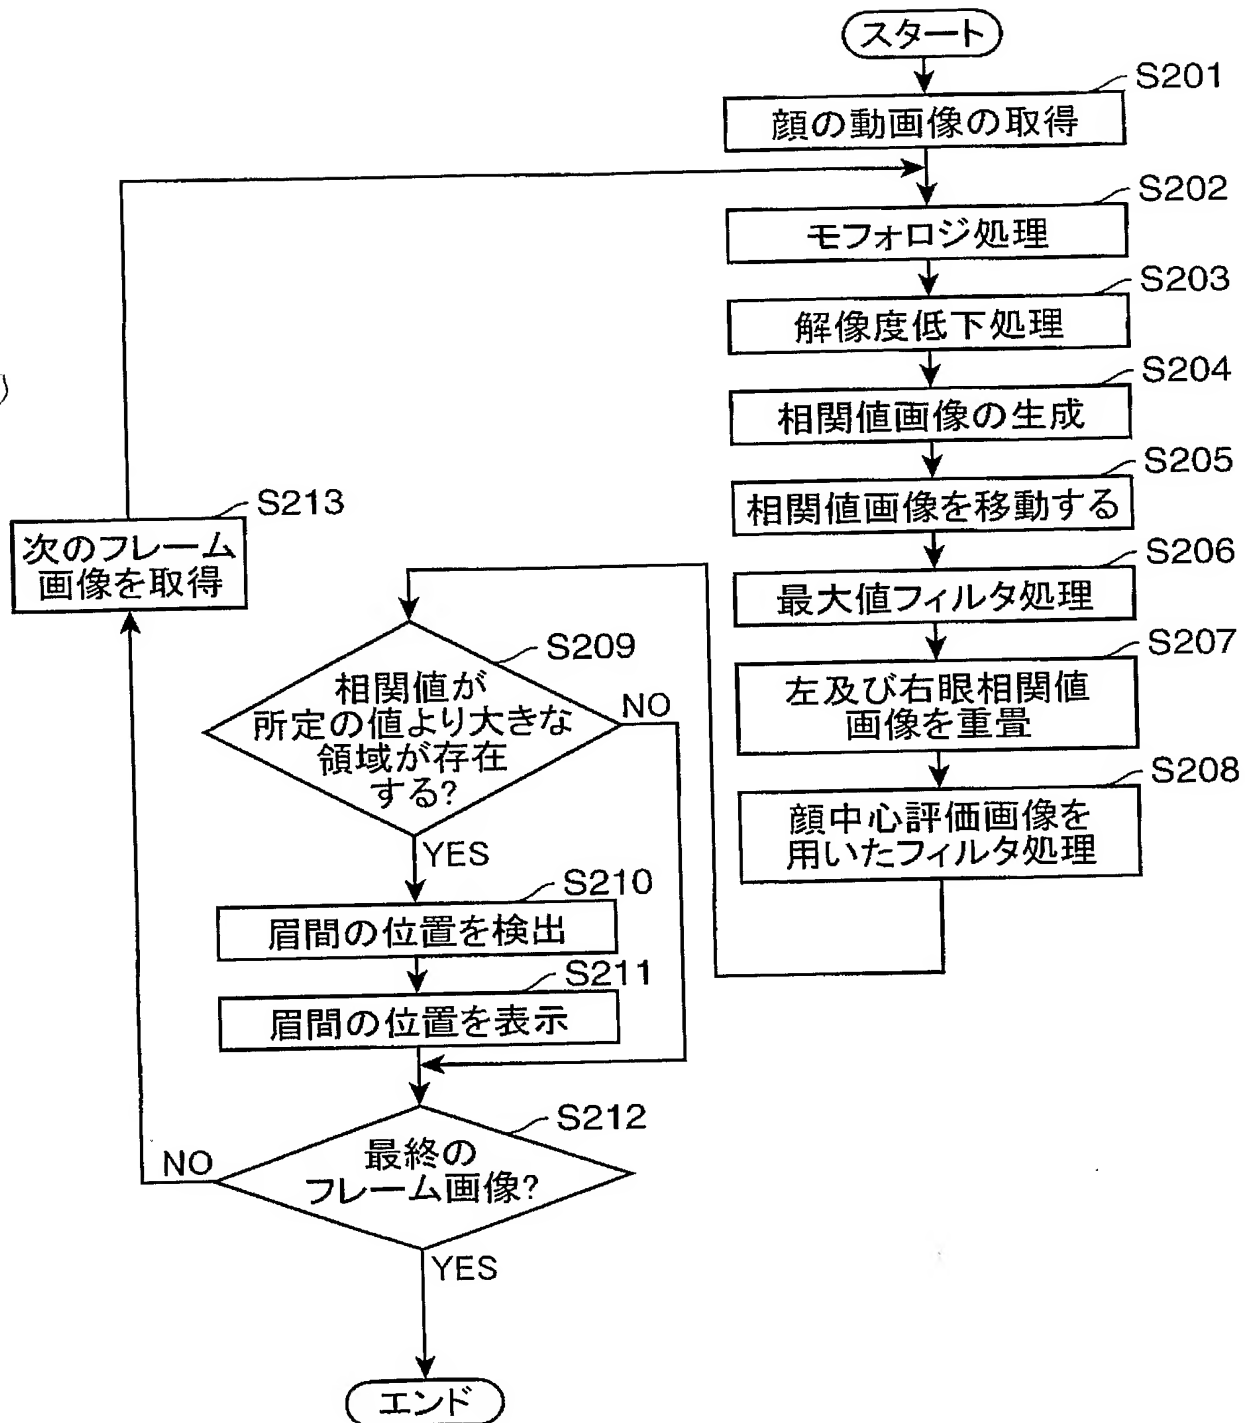 スタート
S201
顔の動画像の取得
S202
モフォロジ処理
S203
解像度低下処理
S204
相関値画像の生成
S205
相関値画像を移動する
S206
最大値フィルタ処理
S207
左及び右眼相関値
画像を重畳
S208
顔中心評価画像を
用いたフィルタ処理
S209
相関値が
所定の値より大きな
領域が存在
する?
NO
YES
S210
眉間の位置を検出
S211
眉間の位置を表示
S212
最終の
フレーム画像?
NO
YES
S213
次のフレーム
画像を取得
エンド